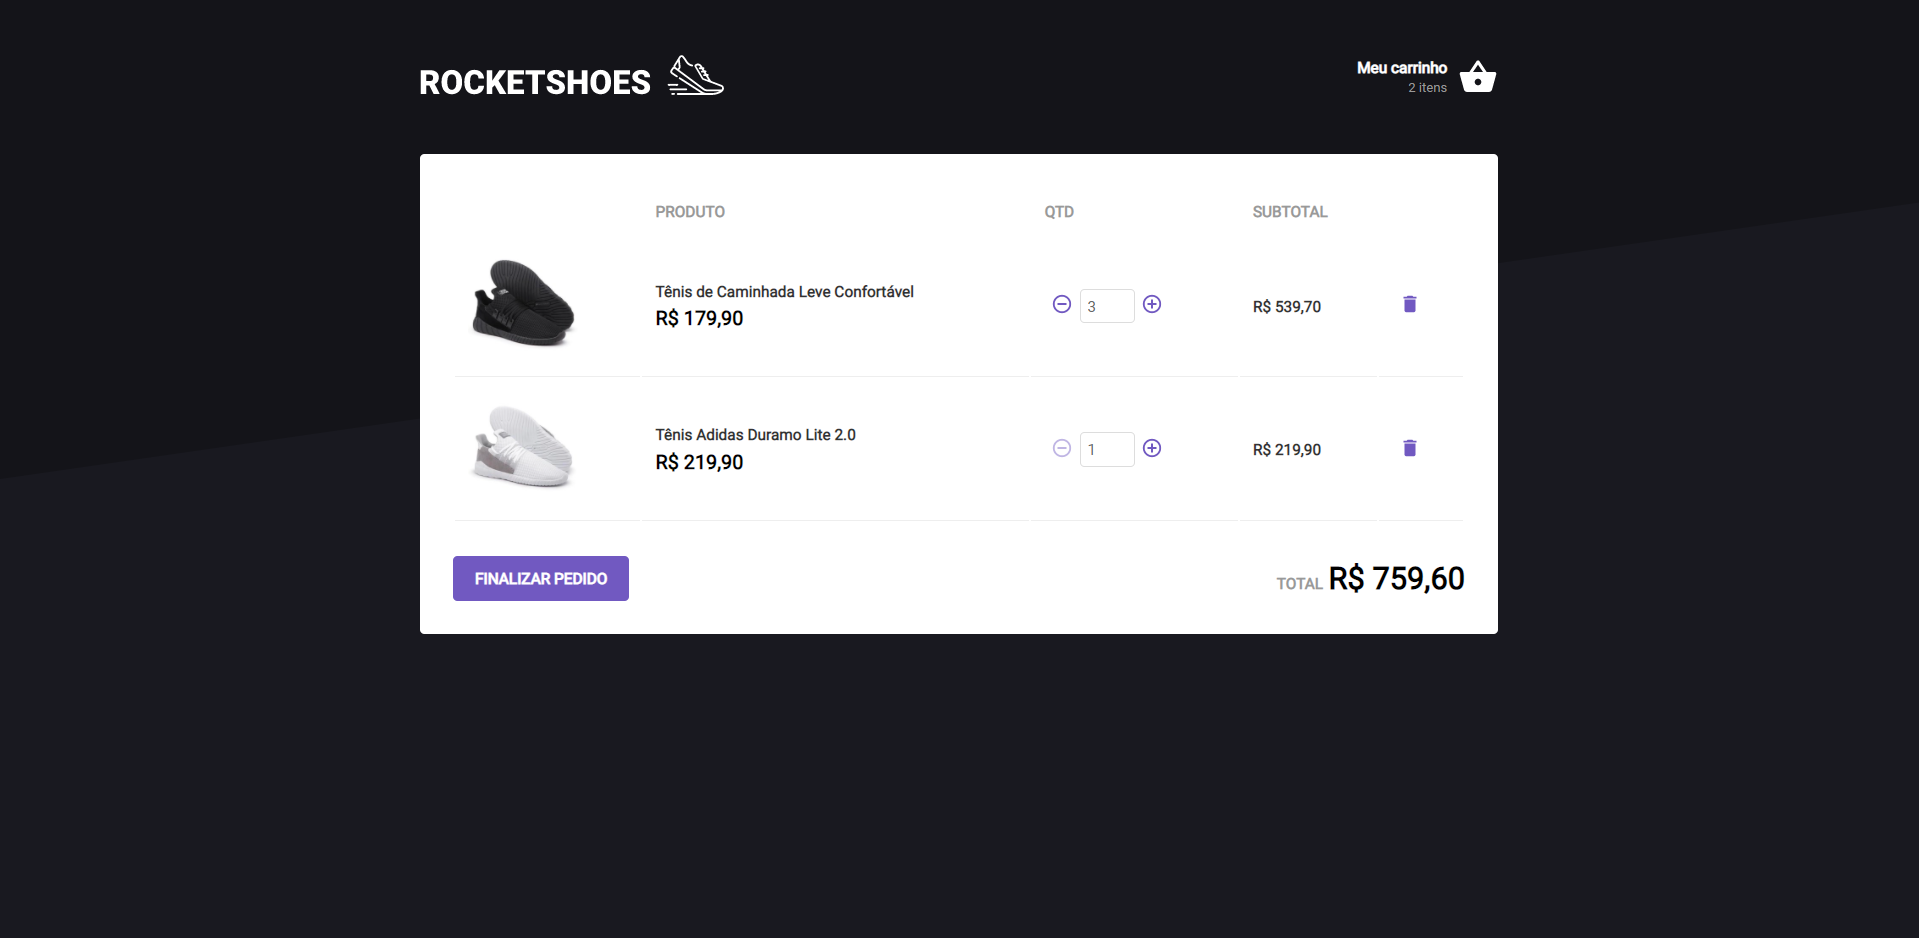 ROCKETSHOES
Meu carrinho
2 itens
PRODUTO QTD SUBTOTAL
Tênis de Caminhada Leve Confortável
R$ 179,90
3
R$ 539,70
Tênis Adidas Duramo Lite 2.0
R$ 219,90
1
R$ 219,90
FINALIZAR PEDIDO
TOTAL R$ 759,60